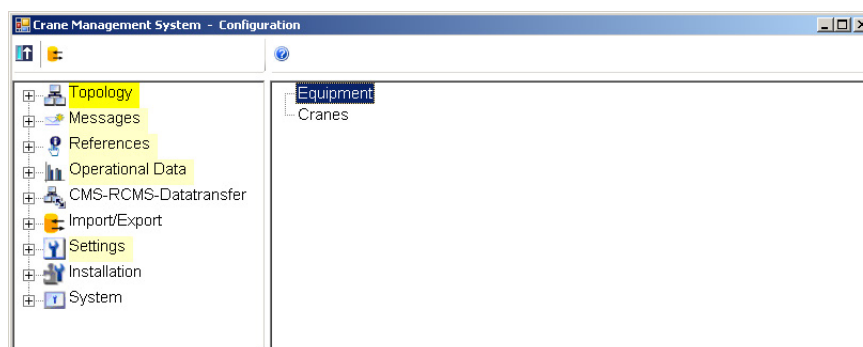 Crane Management System - Configuration
Topology
Messages
References
Operational Data
CMS-RCMS-Datatransfer
Import/Export
Settings
Installation
System
Equipment
Cranes